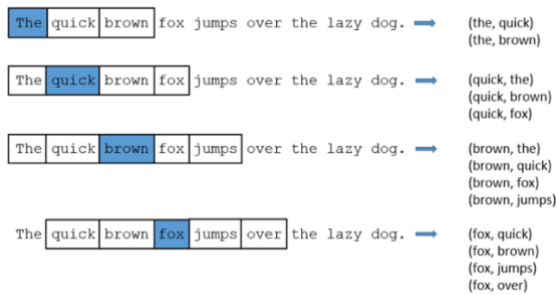 The quick brown fox jumps over the lazy dog.
(the, quick)
(the, brown)
The quick brown fox jumps over the lazy dog.
(quick, the)
(quick, brown)
(quick, fox)
The quick brown fox jumps over the lazy dog.
(brown, the)
(brown, quick)
(brown, fox)
(brown, jumps)
The quick brown fox jumps over the lazy dog.
(fox, quick)
(fox, brown)
(fox, jumps)
(fox, over)